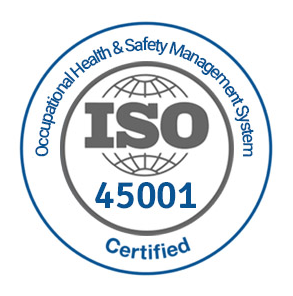 Occupational Health & Safety Management System
ISO
45001
Certified